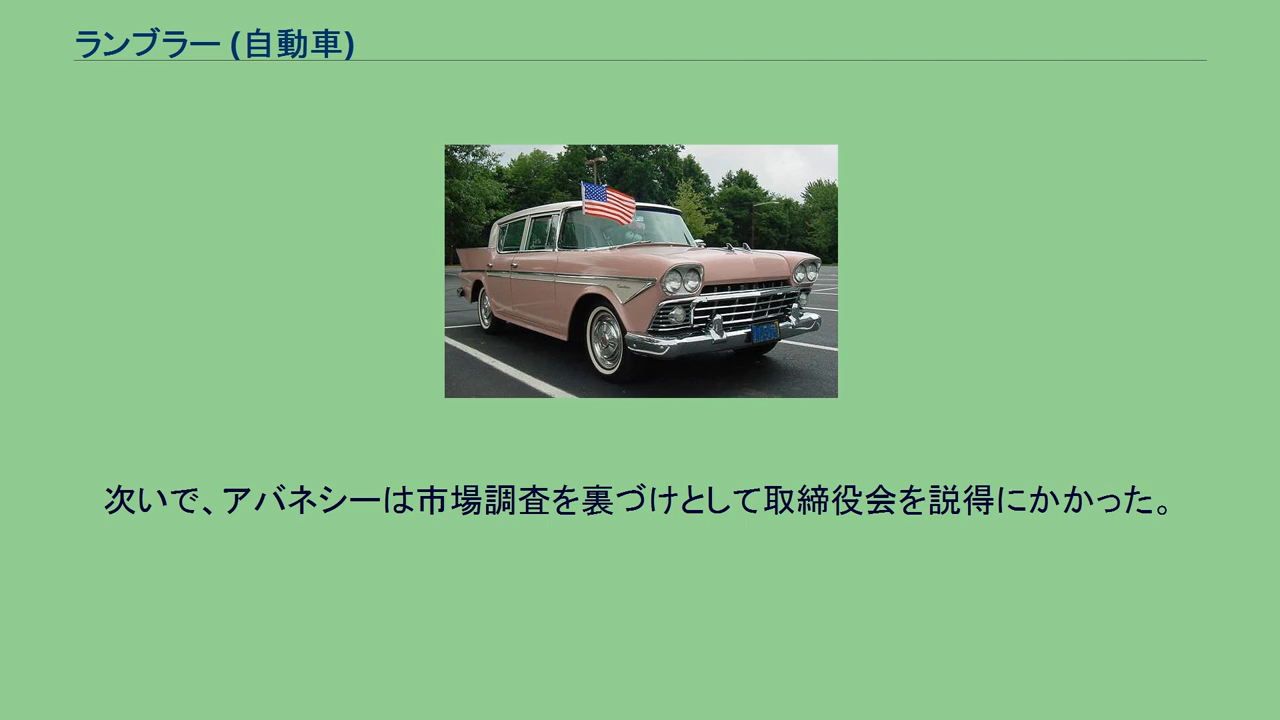 ランブラー (自動車)
次いで、アバネシーは市場調査を裏づけとして取締役会を説得にかかった。